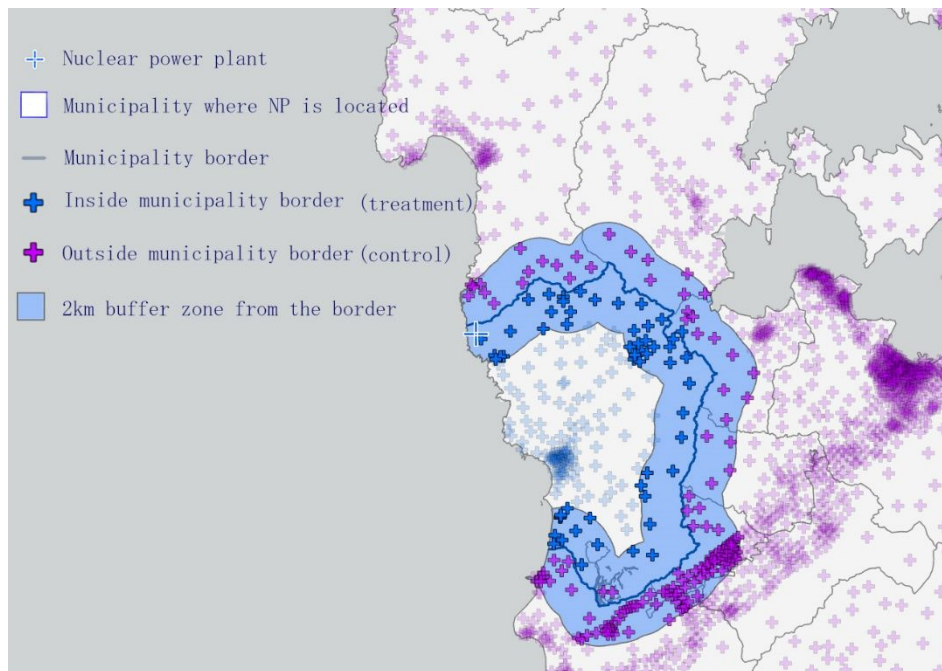 Nuclear power plant
Municipality where NP is located
Municipality border
Inside municipality border (treatment)
Outside municipality border (control)
2km buffer zone from the border